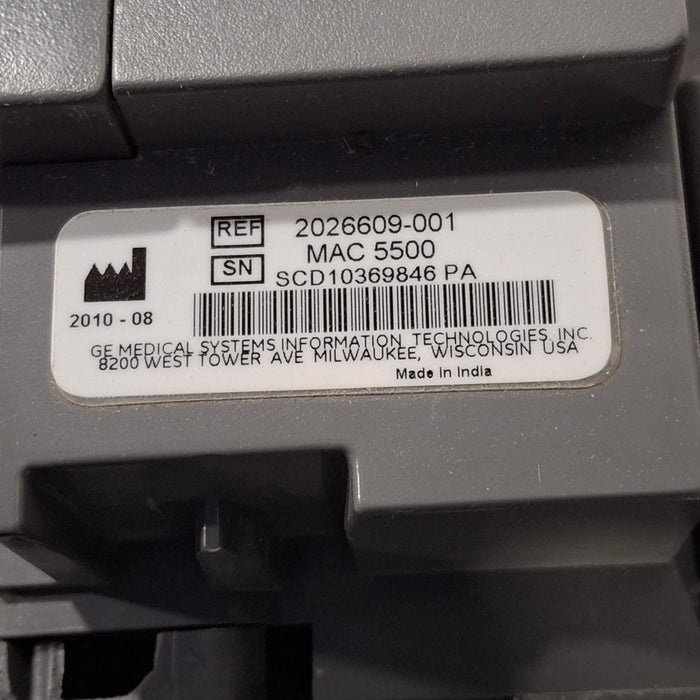 REF 2026609-001
MAC 5500
SN SCD10369846 PA
2010 - 08
GE MEDICAL SYSTEMS INFORMATION TECHNOLOGIES, INC.
8200 WEST TOWER AVE MILWAUKEE, WISCONSIN USA
Made in India